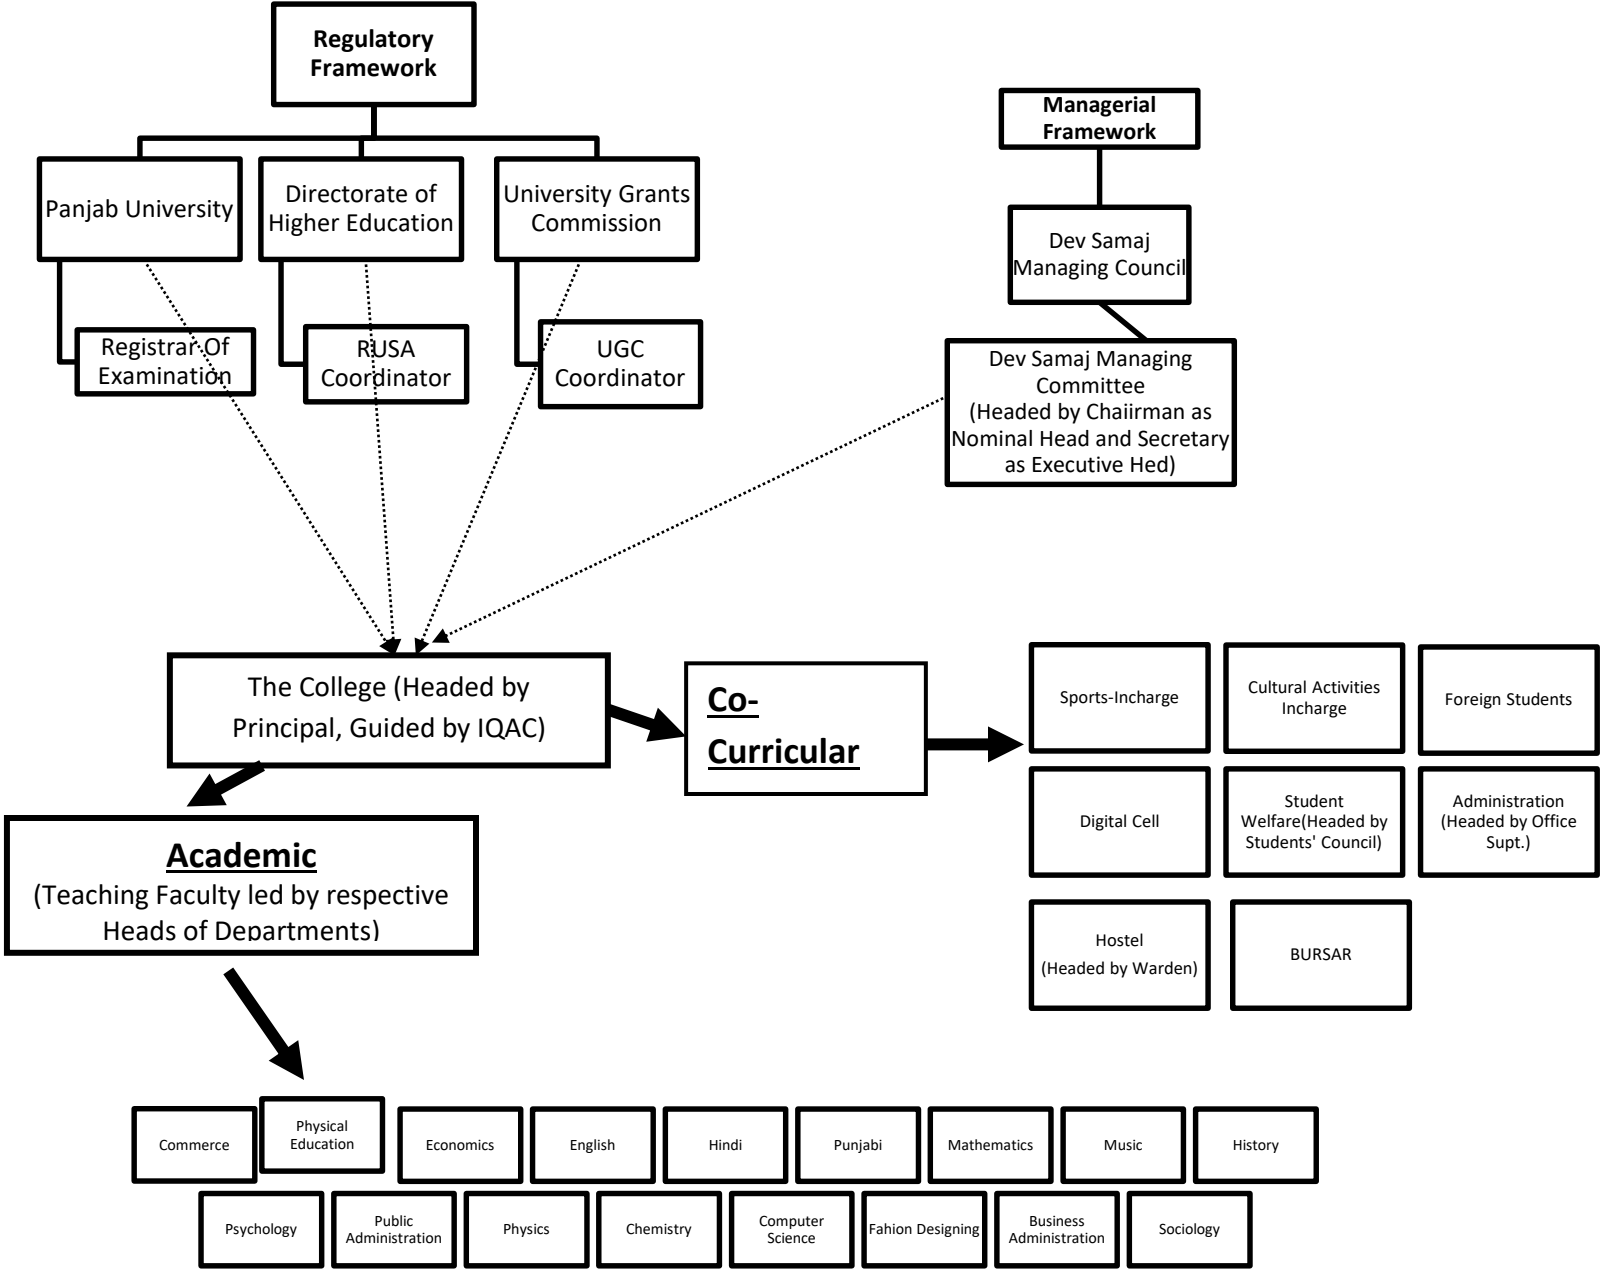 Regulatory
Framework
Managerial
Framework
Panjab University
Directorate of
Higher Education
University Grants
Commission
Dev Samaj
Managing Council
Registrar Of
Examination
RUSA
Coordinator
UGC
Coordinator
Dev Samaj Managing
Committee
(Headed by Chaiirman as
Nominal Head and Secretary
as Executive Hed)
The College (Headed by
Principal, Guided by IQAC)
Co-
Curricular
Sports-Incharge
Cultural Activities
Incharge
Foreign Students
Digital Cell
Student
Welfare(Headed by
Students' Council)
Administration
(Headed by Office
Supt.)
Hostel
(Headed by Warden)
BURSAR
Academic
(Teaching Faculty led by respective
Heads of Departments)
Commerce
Physical
Education
Economics
English
Hindi
Punjabi
Mathematics
Music
History
Psychology
Public
Administration
Physics
Chemistry
Computer
Science
Fahion Designing
Business
Administration
Sociology